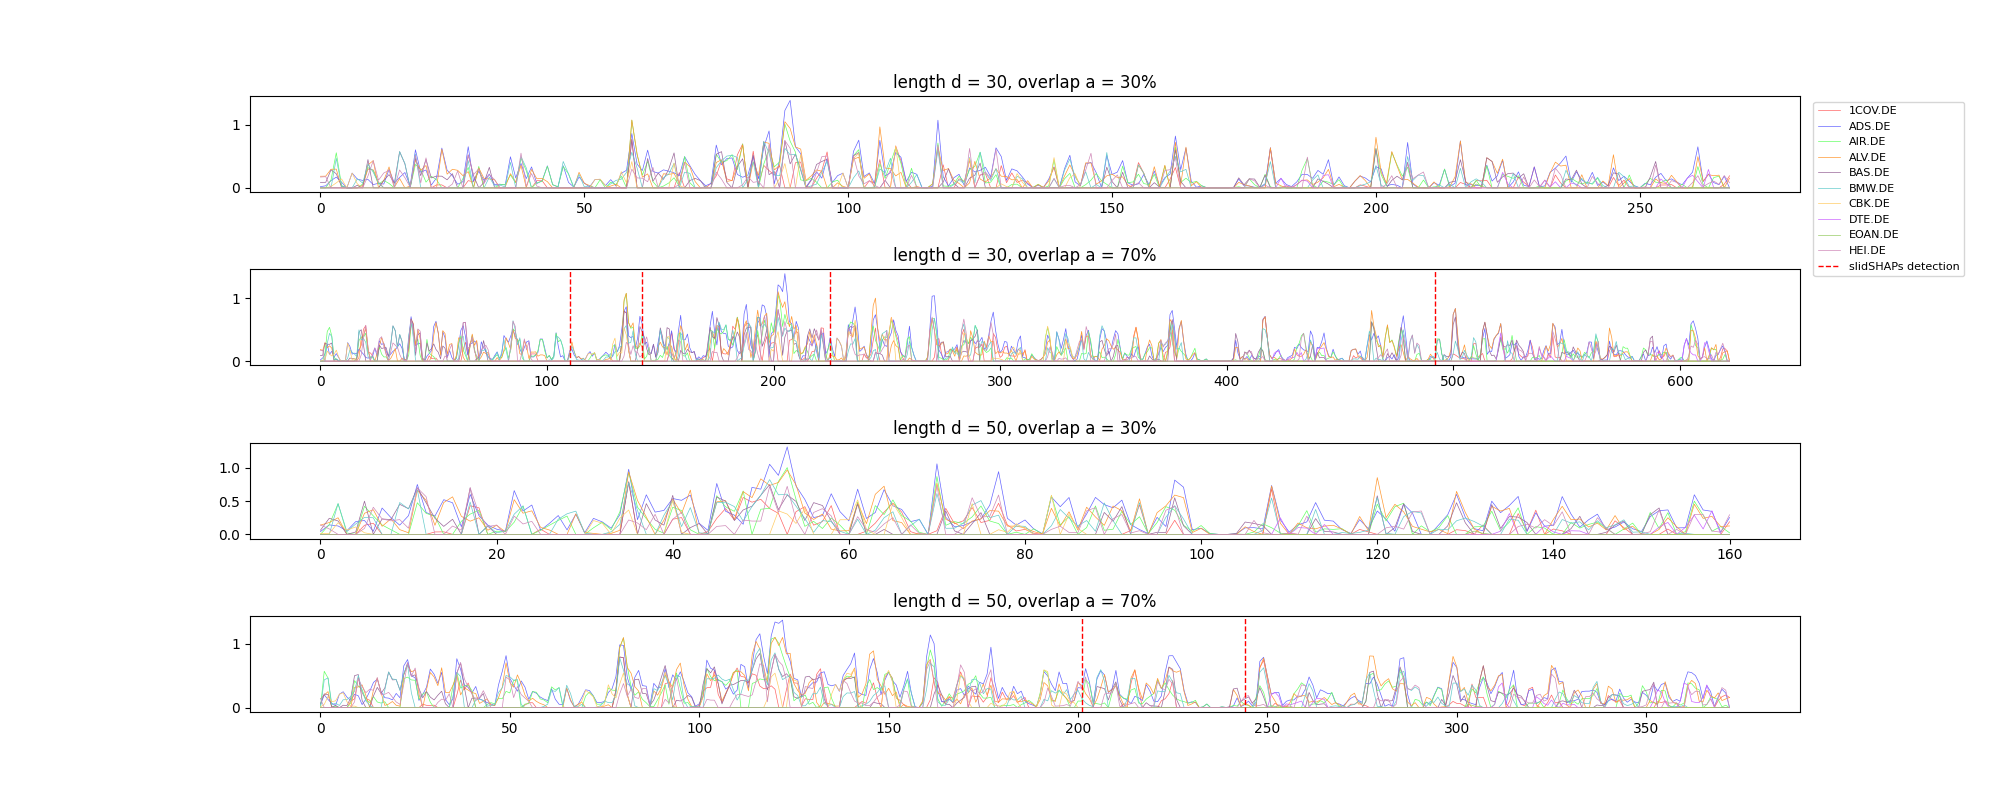 length d = 30, overlap a = 30%
1
0
0 50 100 150 200 250
1COV.DE
ADS.DE
AIR.DE
ALV.DE
BAS.DE
BMW.DE
CBK.DE
DTE.DE
EOAN.DE
HEI.DE
slidSHAPs detection
length d = 30, overlap a = 70%
1
0
0 100 200 300 400 500 600
length d = 50, overlap a = 30%
1.0
0.5
0.0
0 20 40 60 80 100 120 140 160
length d = 50, overlap a = 70%
1
0
0 50 100 150 200 250 300 350